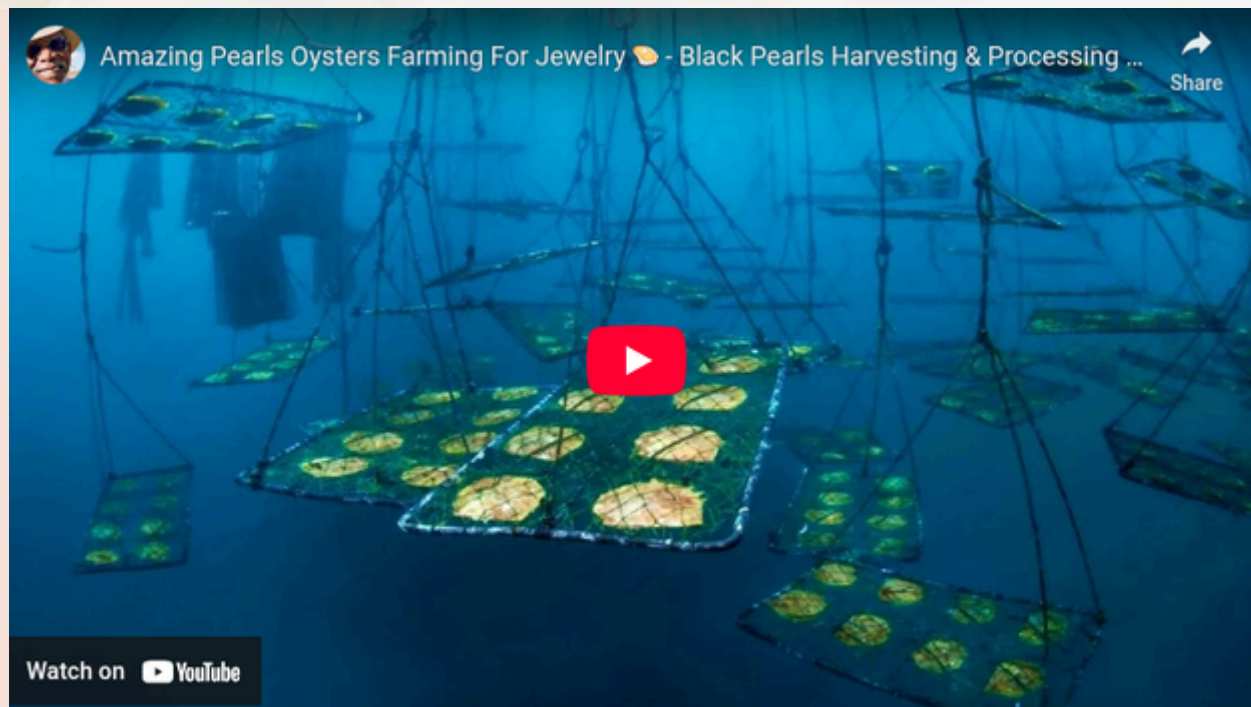 Amazing Pearls Oysters Farming For Jewelry 🦪 - Black Pearls Harvesting & Processing ...
Share
Watch on YouTube